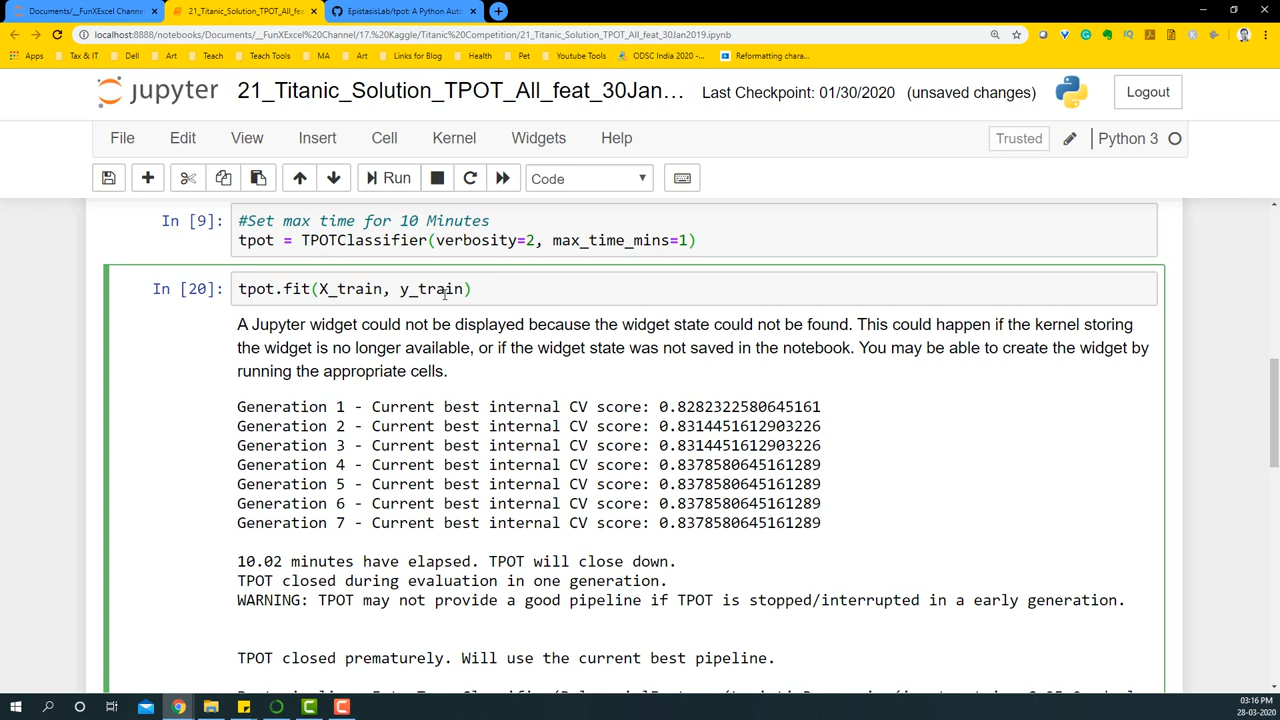 Documents/__FunXExcel Channel/
21_Titanic_Solution_TPOT_All_fea
EpistasisLab/tpot: A Python Auto
localhost:8888/notebooks/Documents/__FunXExcel%20Channel/17.%20Kaggle/Titanic%20Competition/21_Titanic_Solution_TPOT_All_feat_30Jan2019.ipynb
Apps Tax & IT Dell Art Teach Teach Tools MA Art Links for Blog Health Pet Youtube Tools ODSC India 2020 -... Reformatting chara...
jupyter 21_Titanic_Solution_TPOT_All_feat_30Jan... Last Checkpoint: 01/30/2020 (unsaved changes) Logout
File Edit View Insert Cell Kernel Widgets Help Trusted Python 3
Run Code
In [9]: #Set max time for 10 Minutes
tpot = TPOTClassifier(verbosity=2, max_time_mins=1)
In [20]: tpot.fit(X_train, y_train)
A Jupyter widget could not be displayed because the widget state could not be found. This could happen if the kernel storing
the widget is no longer available, or if the widget state was not saved in the notebook. You may be able to create the widget by
running the appropriate cells.
Generation 1 - Current best internal CV score: 0.8282322580645161
Generation 2 - Current best internal CV score: 0.8314451612903226
Generation 3 - Current best internal CV score: 0.8314451612903226
Generation 4 - Current best internal CV score: 0.8378580645161289
Generation 5 - Current best internal CV score: 0.8378580645161289
Generation 6 - Current best internal CV score: 0.8378580645161289
Generation 7 - Current best internal CV score: 0.8378580645161289
10.02 minutes have elapsed. TPOT will close down.
TPOT closed during evaluation in one generation.
WARNING: TPOT may not provide a good pipeline if TPOT is stopped/interrupted in a early generation.
TPOT closed prematurely. Will use the current best pipeline.
03:16 PM
28-03-2020